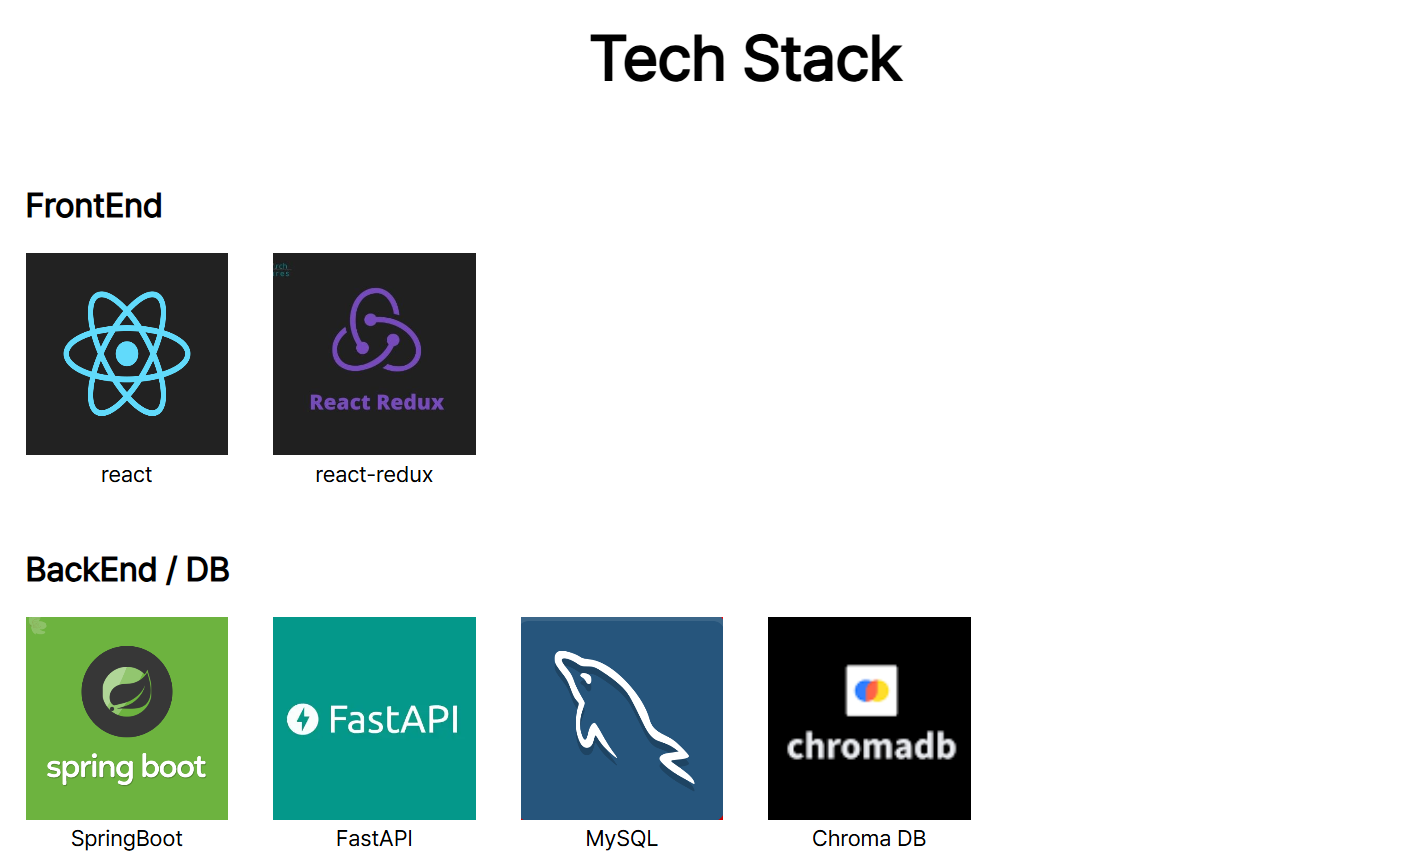 Tech Stack
FrontEnd
React Redux
react
react-redux
BackEnd / DB
spring boot
FastAPI
chromadb
SpringBoot
FastAPI
MySQL
Chroma DB